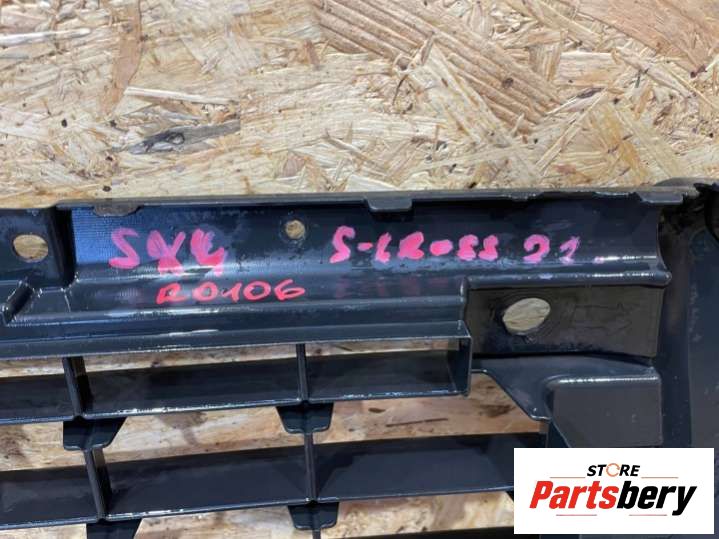 SX4 S-CROSS 21.
R0106
STORE
Partsbery